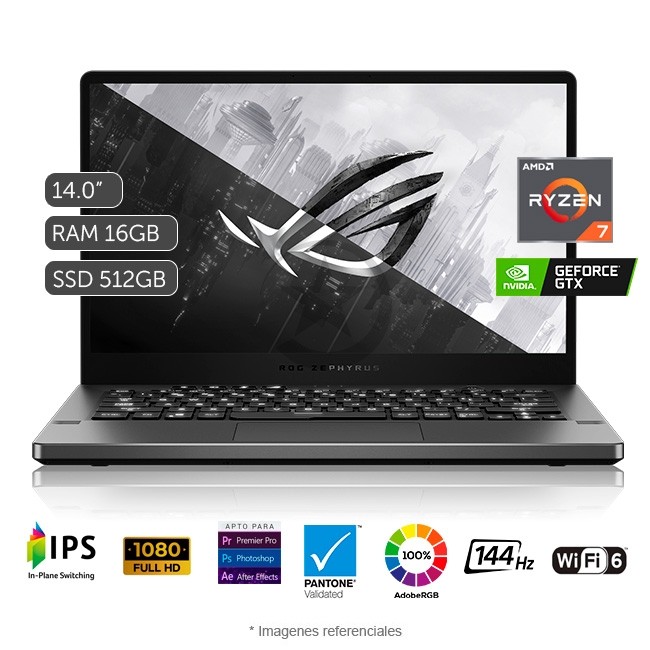 14.0”
RAM 16GB
SSD 512GB
AMD
RYZEN
7
NVIDIA.
GEFORCE
GTX
ROG ZEPHYRUS
IPS
In-Plane Switching
1080p
FULL HD
APTO PARA
Pr Premier Pro
Ps Photoshop
Ae After Effects
PANTONE®
Validated
™
100%
AdobeRGB
144Hz
WiFi 6
* Imagenes referenciales